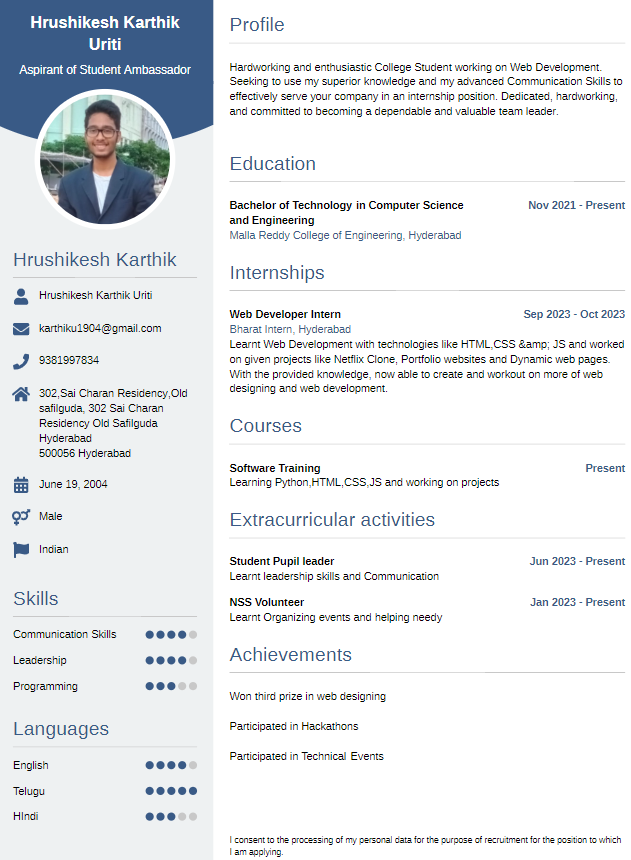 Hrushikesh Karthik
Uriti
Aspirant of Student Ambassador
Hrushikesh Karthik
Hrushikesh Karthik Uriti
karthiku1904@gmail.com
9381997834
302,Sai Charan Residency,Old
safilguda, 302 Sai Charan
Residency Old Safilguda
Hyderabad
500056 Hyderabad
June 19, 2004
Male
Indian
Skills
Communication Skills
Leadership
Programming
Languages
English
Telugu
HIndi
Profile
Hardworking and enthusiastic College Student working on Web Development.
Seeking to use my superior knowledge and my advanced Communication Skills to
effectively serve your company in an internship position. Dedicated, hardworking,
and committed to becoming a dependable and valuable team leader.
Education
Bachelor of Technology in Computer Science Nov 2021 - Present
and Engineering
Malla Reddy College of Engineering, Hyderabad
Internships
Web Developer Intern Sep 2023 - Oct 2023
Bharat Intern, Hyderabad
Learnt Web Development with technologies like HTML,CSS &amp; JS and worked
on given projects like Netflix Clone, Portfolio websites and Dynamic web pages.
With the provided knowledge, now able to create and workout on more of web
designing and web development.
Courses
Software Training Present
Learning Python,HTML,CSS,JS and working on projects
Extracurricular activities
Student Pupil leader Jun 2023 - Present
Learnt leadership skills and Communication
NSS Volunteer Jan 2023 - Present
Learnt Organizing events and helping needy
Achievements
Won third prize in web designing
Participated in Hackathons
Participated in Technical Events
I consent to the processing of my personal data for the purpose of recruitment for the position to which
I am applying.